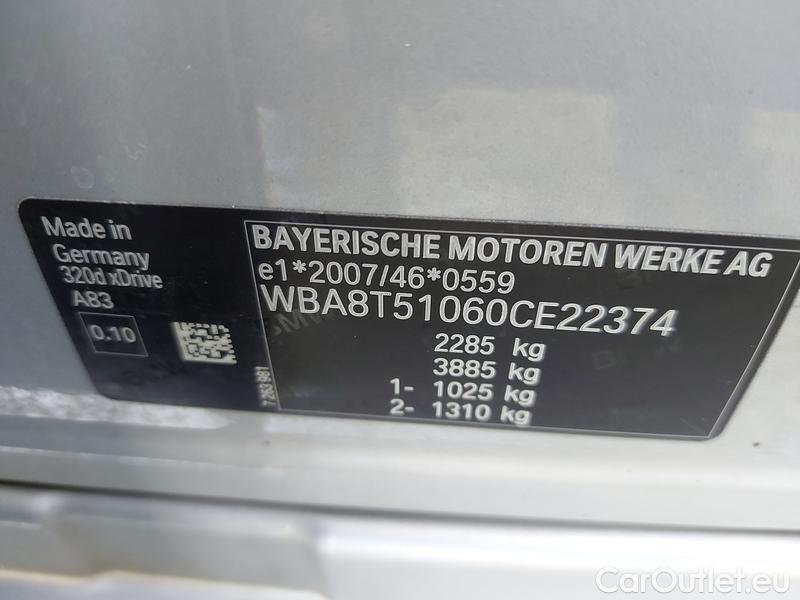 Made in
Germany
320d xDrive
A83
0.10
7263981
BAYERISCHE MOTOREN WERKE AG
e1*2007/46*0559
WBA8T51060CE22374
2285 kg
3885 kg
1- 1025 kg
2- 1310 kg
CarOutlet.eu